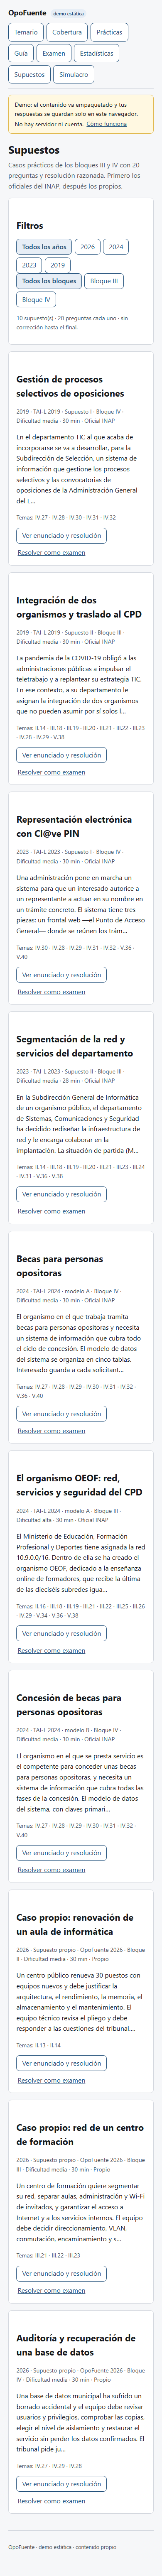 OpoFuente demo estática
Temario Cobertura Prácticas
Guía Examen Estadísticas
Supuestos Simulacro
Demo: el contenido va empaquetado y tus
respuestas se guardan solo en este navegador.
No hay servidor ni cuenta. Cómo funciona
Supuestos
Casos prácticos de los bloques III y IV con 20
preguntas y resolución razonada. Primero los
oficiales del INAP, después los propios.
Filtros
Todos los años 2026 2024
2023 2019
Todos los bloques Bloque III
Bloque IV
10 supuesto(s) · 20 preguntas cada uno · sin
corrección hasta el final.
Gestión de procesos
selectivos de oposiciones
2019 · TAI-L 2019 · Supuesto I · Bloque IV ·
Dificultad media · 30 min · Oficial INAP
En el departamento TIC al que acaba de
incorporarse se va a desarrollar, para la
Subdirección de Selección, un sistema de
información que gestione los procesos
selectivos y las convocatorias de
oposiciones de la Administración General
del E...
Temas: IV.27 · IV.28 · IV.30 · IV.31 · IV.32
Ver enunciado y resolución
Resolver como examen
Integración de dos
organismos y traslado al CPD
2019 · TAI-L 2019 · Supuesto II · Bloque III ·
Dificultad media · 30 min · Oficial INAP
La pandemia de la COVID-19 obligó a las
administraciones públicas a impulsar el
teletrabajo y a replantear su estrategia TIC.
En ese contexto, a su departamento le
asignan la integración de dos organismos
que no pueden asumir por sí solos l...
Temas: II.14 · III.18 · III.19 · III.20 · III.21 · III.22 · III.23
· IV.28 · IV.29 · V.38
Ver enunciado y resolución
Resolver como examen
Representación electrónica
con Cl@ve PIN
2023 · TAI-L 2023 · Supuesto I · Bloque IV ·
Dificultad media · 30 min · Oficial INAP
Una administración pone en marcha un
sistema para que un interesado autorice a
un representante a actuar en su nombre en
un trámite concreto. El sistema tiene tres
piezas: un frontal web —el Punto de Acceso
General— donde se reúnen los trám...
Temas: IV.30 · IV.28 · IV.29 · IV.31 · IV.32 · V.36 ·
V.40
Ver enunciado y resolución
Resolver como examen
Segmentación de la red y
servicios del departamento
2023 · TAI-L 2023 · Supuesto II · Bloque III ·
Dificultad media · 28 min · Oficial INAP
En la Subdirección General de Informática
de un organismo público, el departamento
de Sistemas, Comunicaciones y Seguridad
ha decidido rediseñar la infraestructura de
red y le encarga colaborar en la
implantación. La situación de partida (M...
Temas: II.14 · III.18 · III.19 · III.20 · III.21 · III.23 · III.24
· IV.31 · V.36 · V.38
Ver enunciado y resolución
Resolver como examen
Becas para personas
opositoras
2024 · TAI-L 2024 · modelo A · Bloque IV ·
Dificultad media · 30 min · Oficial INAP
El organismo en el que trabaja tramita
becas para personas opositoras y necesita
un sistema de información que cubra todo
el ciclo de concesión. El modelo de datos
del sistema se organiza en cinco tablas.
Interesado guarda a cada solicitant...
Temas: IV.27 · IV.28 · IV.29 · IV.30 · IV.31 · IV.32 ·
V.36 · V.40
Ver enunciado y resolución
Resolver como examen
El organismo OEOF: red,
servicios y seguridad del CPD
2024 · TAI-L 2024 · modelo A · Bloque III ·
Dificultad alta · 30 min · Oficial INAP
El Ministerio de Educación, Formación
Profesional y Deportes tiene asignada la red
10.9.0.0/16. Dentro de ella se ha creado el
organismo OEOF, dedicado a la enseñanza
online de formadores, que recibe la última
de las dieciséis subredes igua...
Temas: II.16 · III.18 · III.19 · III.21 · III.22 · III.25 · III.26
· IV.29 · V.34 · V.36 · V.38
Ver enunciado y resolución
Resolver como examen
Concesión de becas para
personas opositoras
2024 · TAI-L 2024 · modelo B · Bloque IV ·
Dificultad media · 30 min · Oficial INAP
El organismo en el que se presta servicio es
el competente para conceder unas becas
para personas opositoras, y necesita un
sistema de información que cubra todas las
fases de la concesión. El modelo de datos
del sistema, con claves primari...
Temas: IV.27 · IV.28 · IV.29 · IV.30 · IV.31 · IV.32 ·
V.40
Ver enunciado y resolución
Resolver como examen
Caso propio: renovación de
un aula de informática
2026 · Supuesto propio · OpoFuente 2026 · Bloque
II · Dificultad media · 30 min · Propio
Un centro público renueva 30 puestos con
equipos nuevos y debe justificar la
arquitectura, el rendimiento, la memoria, el
almacenamiento y el mantenimiento. El
equipo técnico revisa el pliego y debe
responder a las cuestiones del tribunal....
Temas: II.13 · II.14
Ver enunciado y resolución
Resolver como examen
Caso propio: red de un centro
de formación
2026 · Supuesto propio · OpoFuente 2026 · Bloque
III · Dificultad media · 30 min · Propio
Un centro de formación quiere segmentar
su red, separar aulas, administración y Wi-Fi
de invitados, y garantizar el acceso a
Internet y a los servicios internos. El equipo
debe decidir direccionamiento, VLAN,
conmutación, encaminamiento y s...
Temas: III.21 · III.22 · III.23
Ver enunciado y resolución
Resolver como examen
Auditoría y recuperación de
una base de datos
2026 · Supuesto propio · OpoFuente 2026 · Bloque
IV · Dificultad media · 30 min · Propio
Una base de datos municipal ha sufrido un
borrado accidental y el equipo debe revisar
usuarios y privilegios, comprobar las copias,
elegir el nivel de aislamiento y restaurar el
servicio sin perder los datos confirmados. El
tribunal pide ju...
Temas: IV.27 · IV.29 · IV.28
Ver enunciado y resolución
Resolver como examen
OpoFuente · demo estática · contenido propio